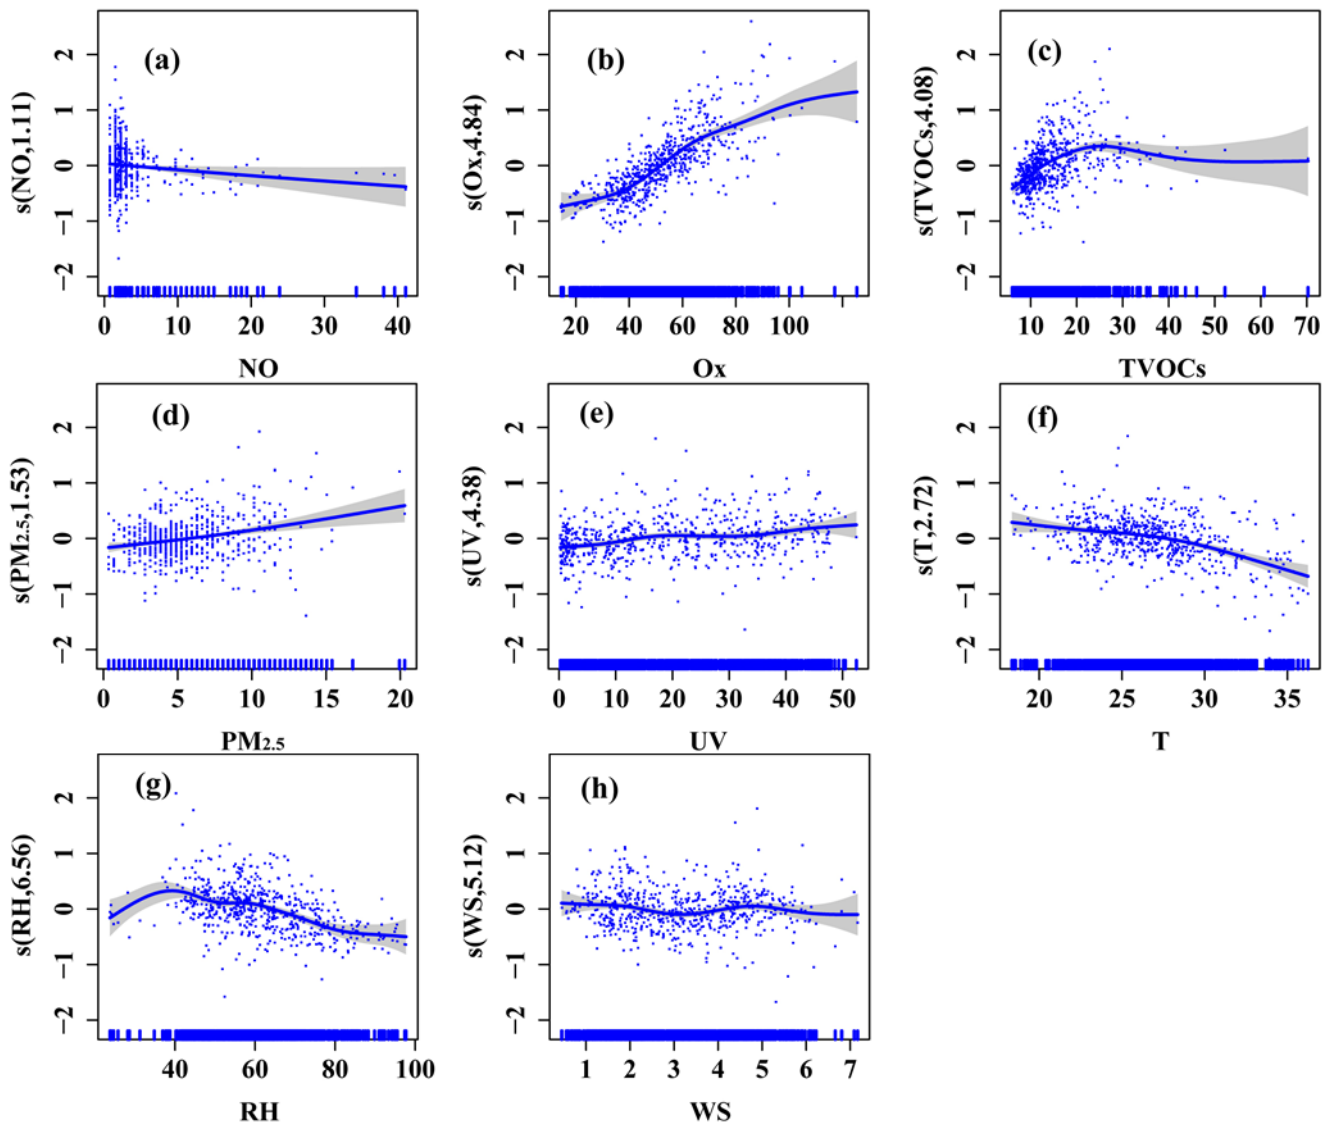 (a)
s(NO,1.11)
2
1
0
−1
−2
0 10 20 30 40
NO
(b)
s(Ox,4.84)
2
1
0
−1
−2
20 40 60 80 100
Ox
(c)
s(TVOCs,4.08)
2
1
0
−1
−2
10 20 30 40 50 60 70
TVOCs
(d)
s(PM2.5,1.53)
2
1
0
−1
−2
0 5 10 15 20
PM2.5
(e)
s(UV,4.38)
2
1
0
−1
−2
0 10 20 30 40 50
UV
(f)
s(T,2.72)
2
1
0
−1
−2
20 25 30 35
T
(g)
s(RH,6.56)
2
1
0
−1
−2
40 60 80 100
RH
(h)
s(WS,5.12)
2
1
0
−1
−2
1 2 3 4 5 6 7
WS